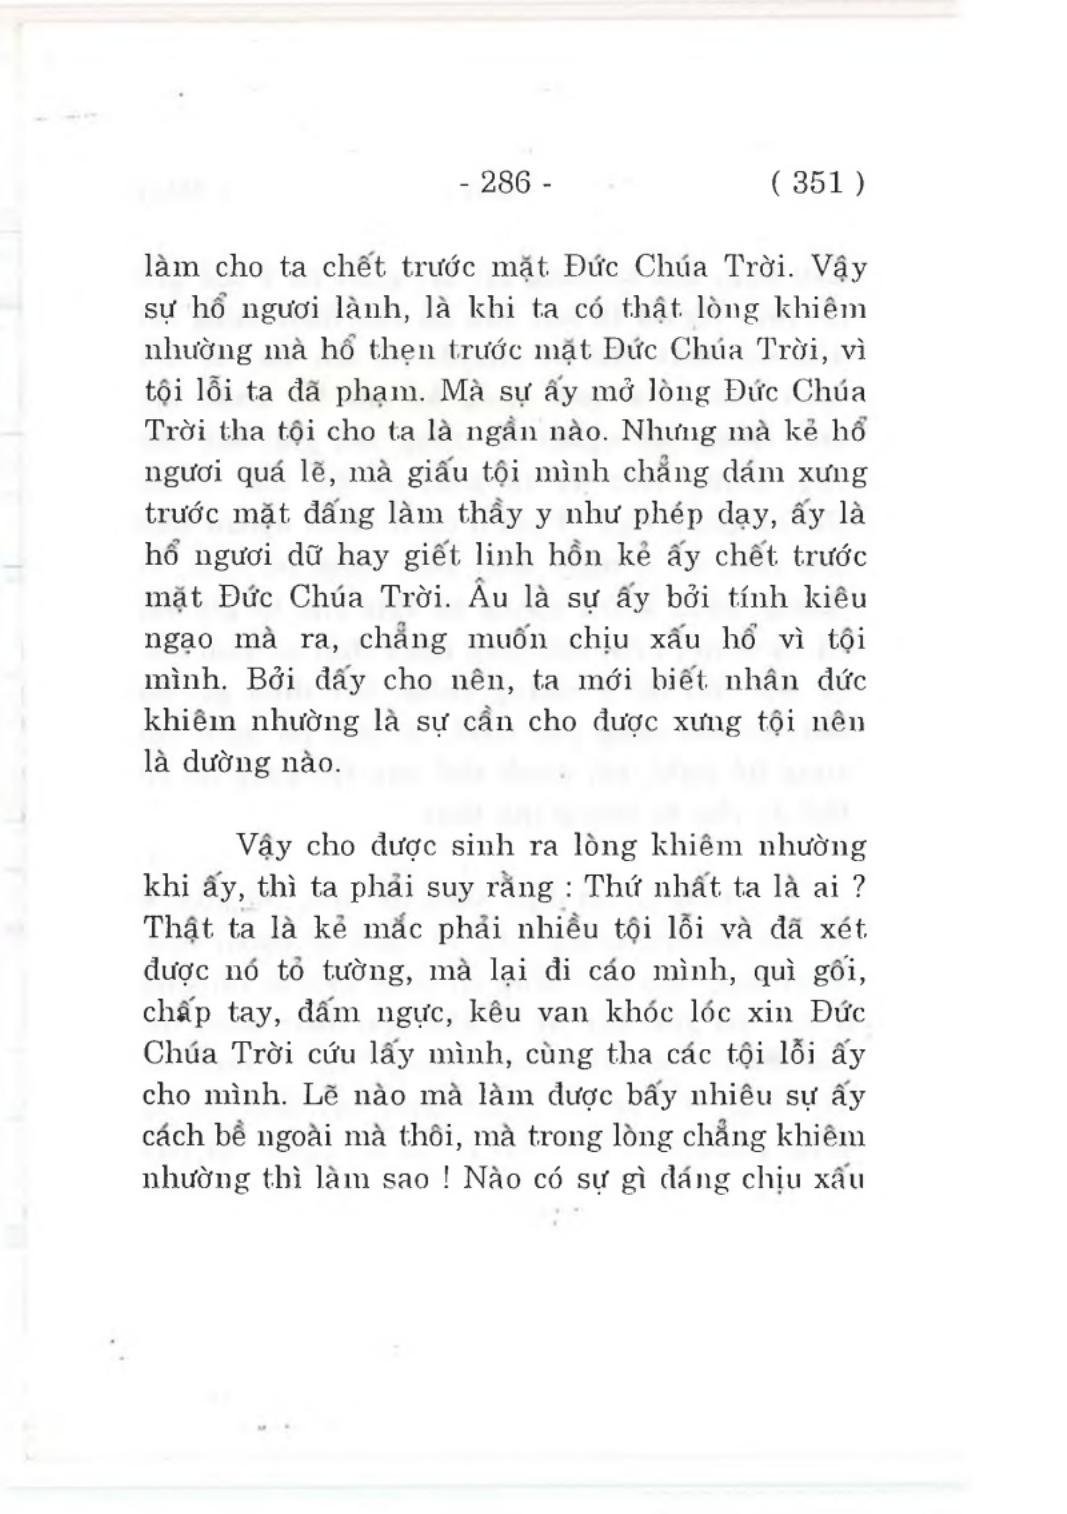 - 286 - ( 351 )
làm cho ta chết trước mặt Đức Chúa Trời. Vậy
sự hổ ngươi lành, là khi ta có thật lòng khiêm
nhường mà hổ thẹn trước mặt Đức Chúa Trời, vì
tội lỗi ta đã phạm. Mà sự ấy mở lòng Đức Chúa
Trời tha tội cho ta là ngần nào. Nhưng mà kẻ hổ
ngươi quá lẽ, mà giấu tội mình chẳng dám xưng
trước mặt đấng làm thầy y như phép dạy, ấy là
hổ ngươi dữ hay giết linh hồn kẻ ấy chết trước
mặt Đức Chúa Trời. Âu là sự ấy bởi tính kiêu
ngạo mà ra, chẳng muốn chịu xấu hổ vì tội
mình. Bởi đấy cho nên, ta mới biết nhân đức
khiêm nhường là sự cần cho được xưng tội nên
là dường nào.
Vậy cho được sinh ra lòng khiêm nhường
khi ấy, thì ta phải suy rằng : Thứ nhất ta là ai ?
Thật ta là kẻ mắc phải nhiều tội lỗi và đã xét
được nó tỏ tường, mà lại đi cáo mình, quì gối,
chấp tay, đấm ngực, kêu van khóc lóc xin Đức
Chúa Trời cứu lấy mình, cùng tha các tội lỗi ấy
cho mình. Lẽ nào mà làm được bấy nhiêu sự ấy
cách bề ngoài mà thôi, mà trong lòng chẳng khiêm
nhường thì làm sao ! Nào có sự gì đáng chịu xấu